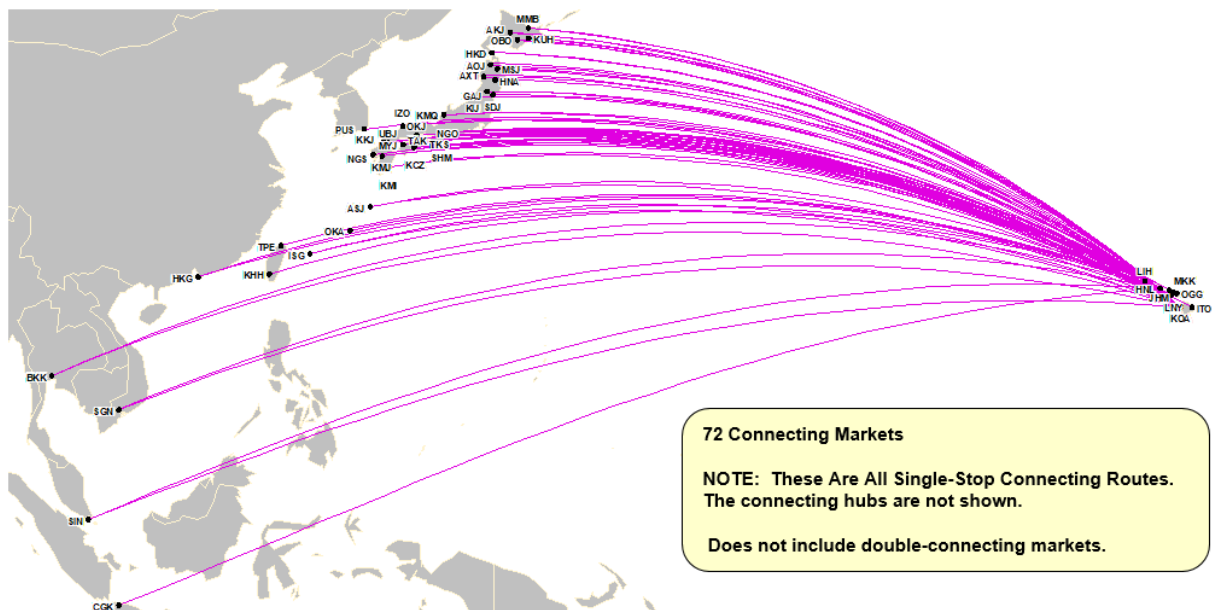 MMB
AKJ
OBO
KUH
HKD
AOJ
MSJ
AXT
HNA
GAJ
KIJ
SDJ
IZO
KMQ
PUS
OKJ
UBJ
NGO
KKJ
TAK
MYJ
TKS
NGS
SHM
KMJ
KCZ
KMI
ASJ
OKA
TPE
ISG
HKG
KHH
LIH
MKK
HNL
JHM
OGG
LNY
ITO
KOA
BKK
SGN
SIN
CGK
72 Connecting Markets
NOTE: These Are All Single-Stop Connecting Routes.
The connecting hubs are not shown.
Does not include double-connecting markets.